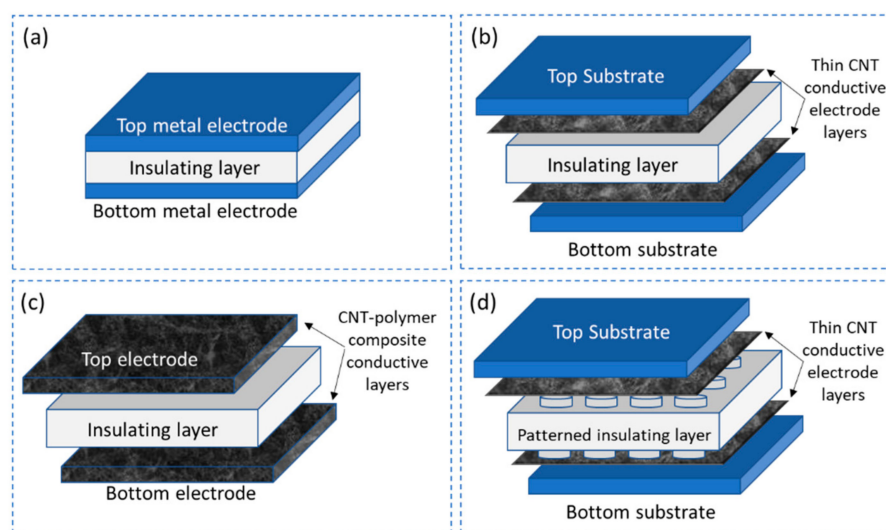 (a)
Top metal electrode
Insulating layer
Bottom metal electrode
(b)
Top Substrate
Thin CNT
conductive
electrode
layers
Insulating layer
Bottom substrate
(c)
CNT-polymer
composite
conductive
layers
Top electrode
Insulating layer
Bottom electrode
(d)
Top Substrate
Thin CNT
conductive
electrode
layers
Patterned insulating layer
Bottom substrate